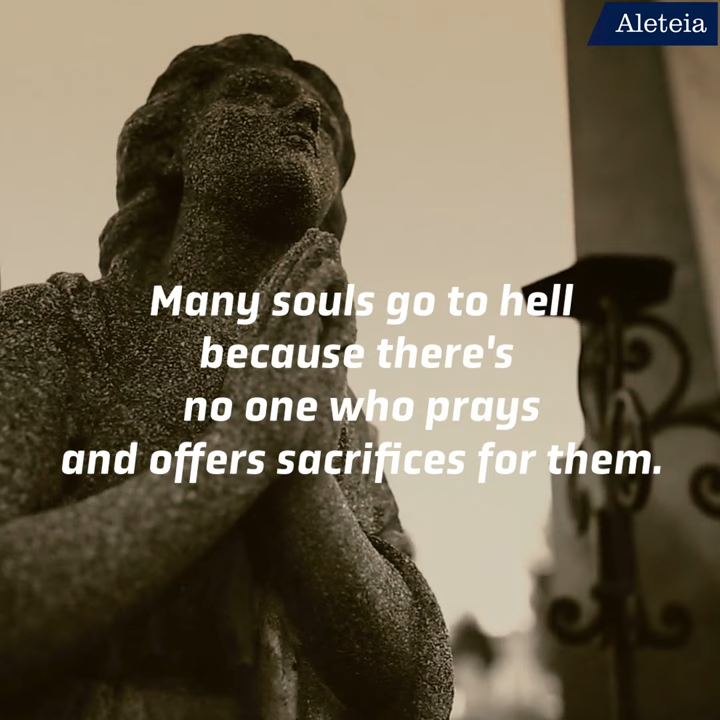 Aleteia
Many souls go to hell
because there's
no one who prays
and offers sacrifices for them.